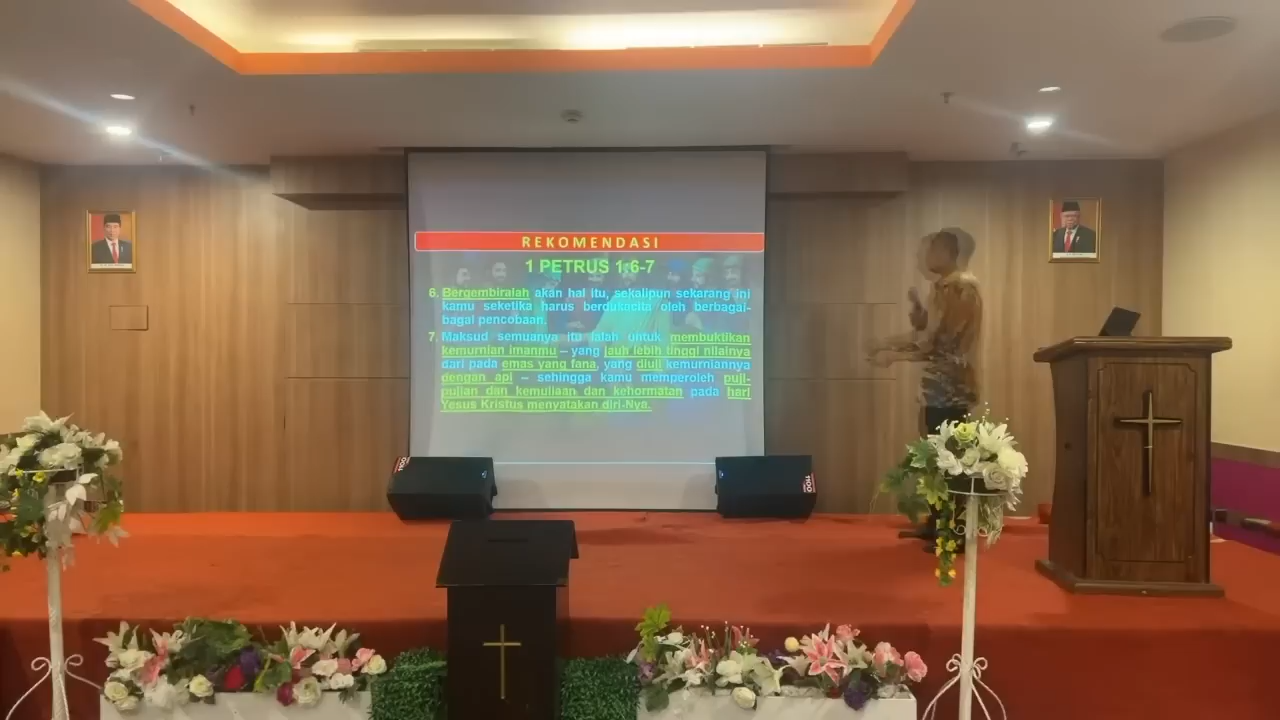 REKOMENDASI
1 PETRUS 1:6-7
6. Bergembiralah akan hal itu, sekalipun sekarang ini
kamu seketika harus berdukacita oleh berbagai-
bagai pencobaan.
7. Maksud semuanya itu ialah untuk membuktikan
kemurnian imanmu – yang jauh lebih tinggi nilainya
dari pada emas yang fana, yang diuji kemurniannya
dengan api – sehingga kamu memperoleh puji-
pujian dan kemuliaan dan kehormatan pada hari
Yesus Kristus menyatakan diri-Nya.